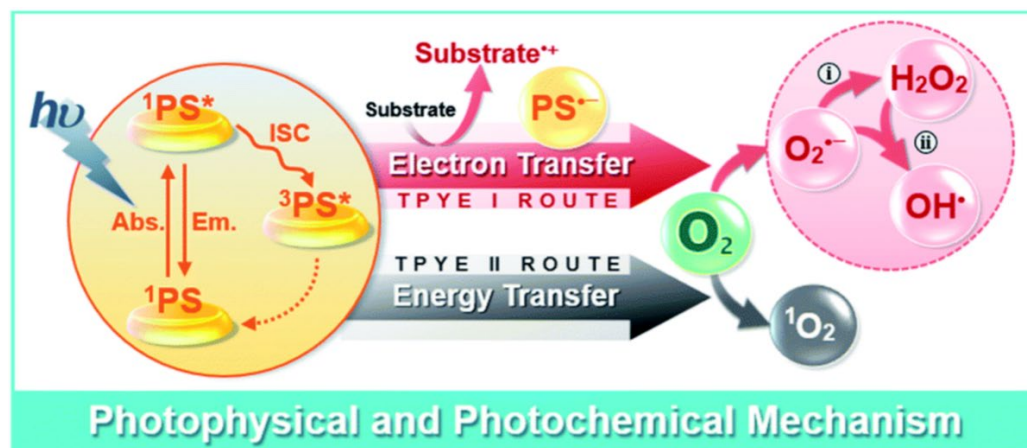 hυ
¹PS*
ISC
³PS*
Abs.
Em.
¹PS
Substrate•+
Substrate
PS•−
Electron Transfer
TPYE I ROUTE
TPYE II ROUTE
Energy Transfer
O₂
O₂•−
i
H₂O₂
ii
OH•
¹O₂
Photophysical and Photochemical Mechanism